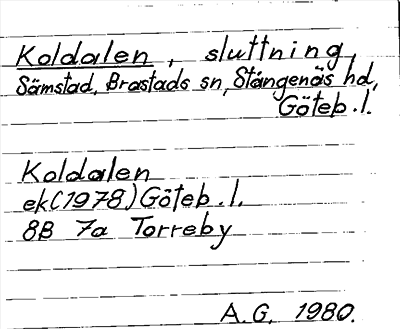 Koldalen, sluttning,
Sämstad, Brastads sn, Stångenäs hd,
Göteb.l.
Koldalen
ek(1978)Göteb.l.
8B 7a Torreby
A.G. 1980.